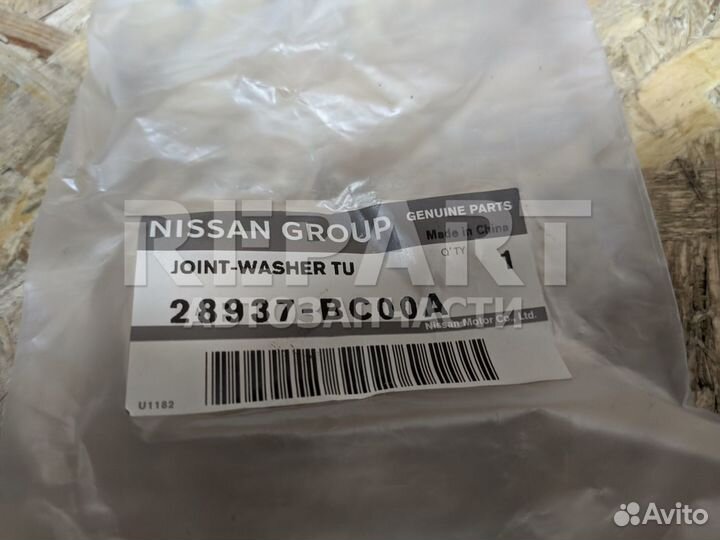 NISSAN GROUP
GENUINE PARTS
Made in China
JOINT-WASHER TU
Q'TY 1
28937-BC00A
Nissan Motor Co., Ltd.
U1182
REPART
АВТОЗАПЧАСТИ
Avito